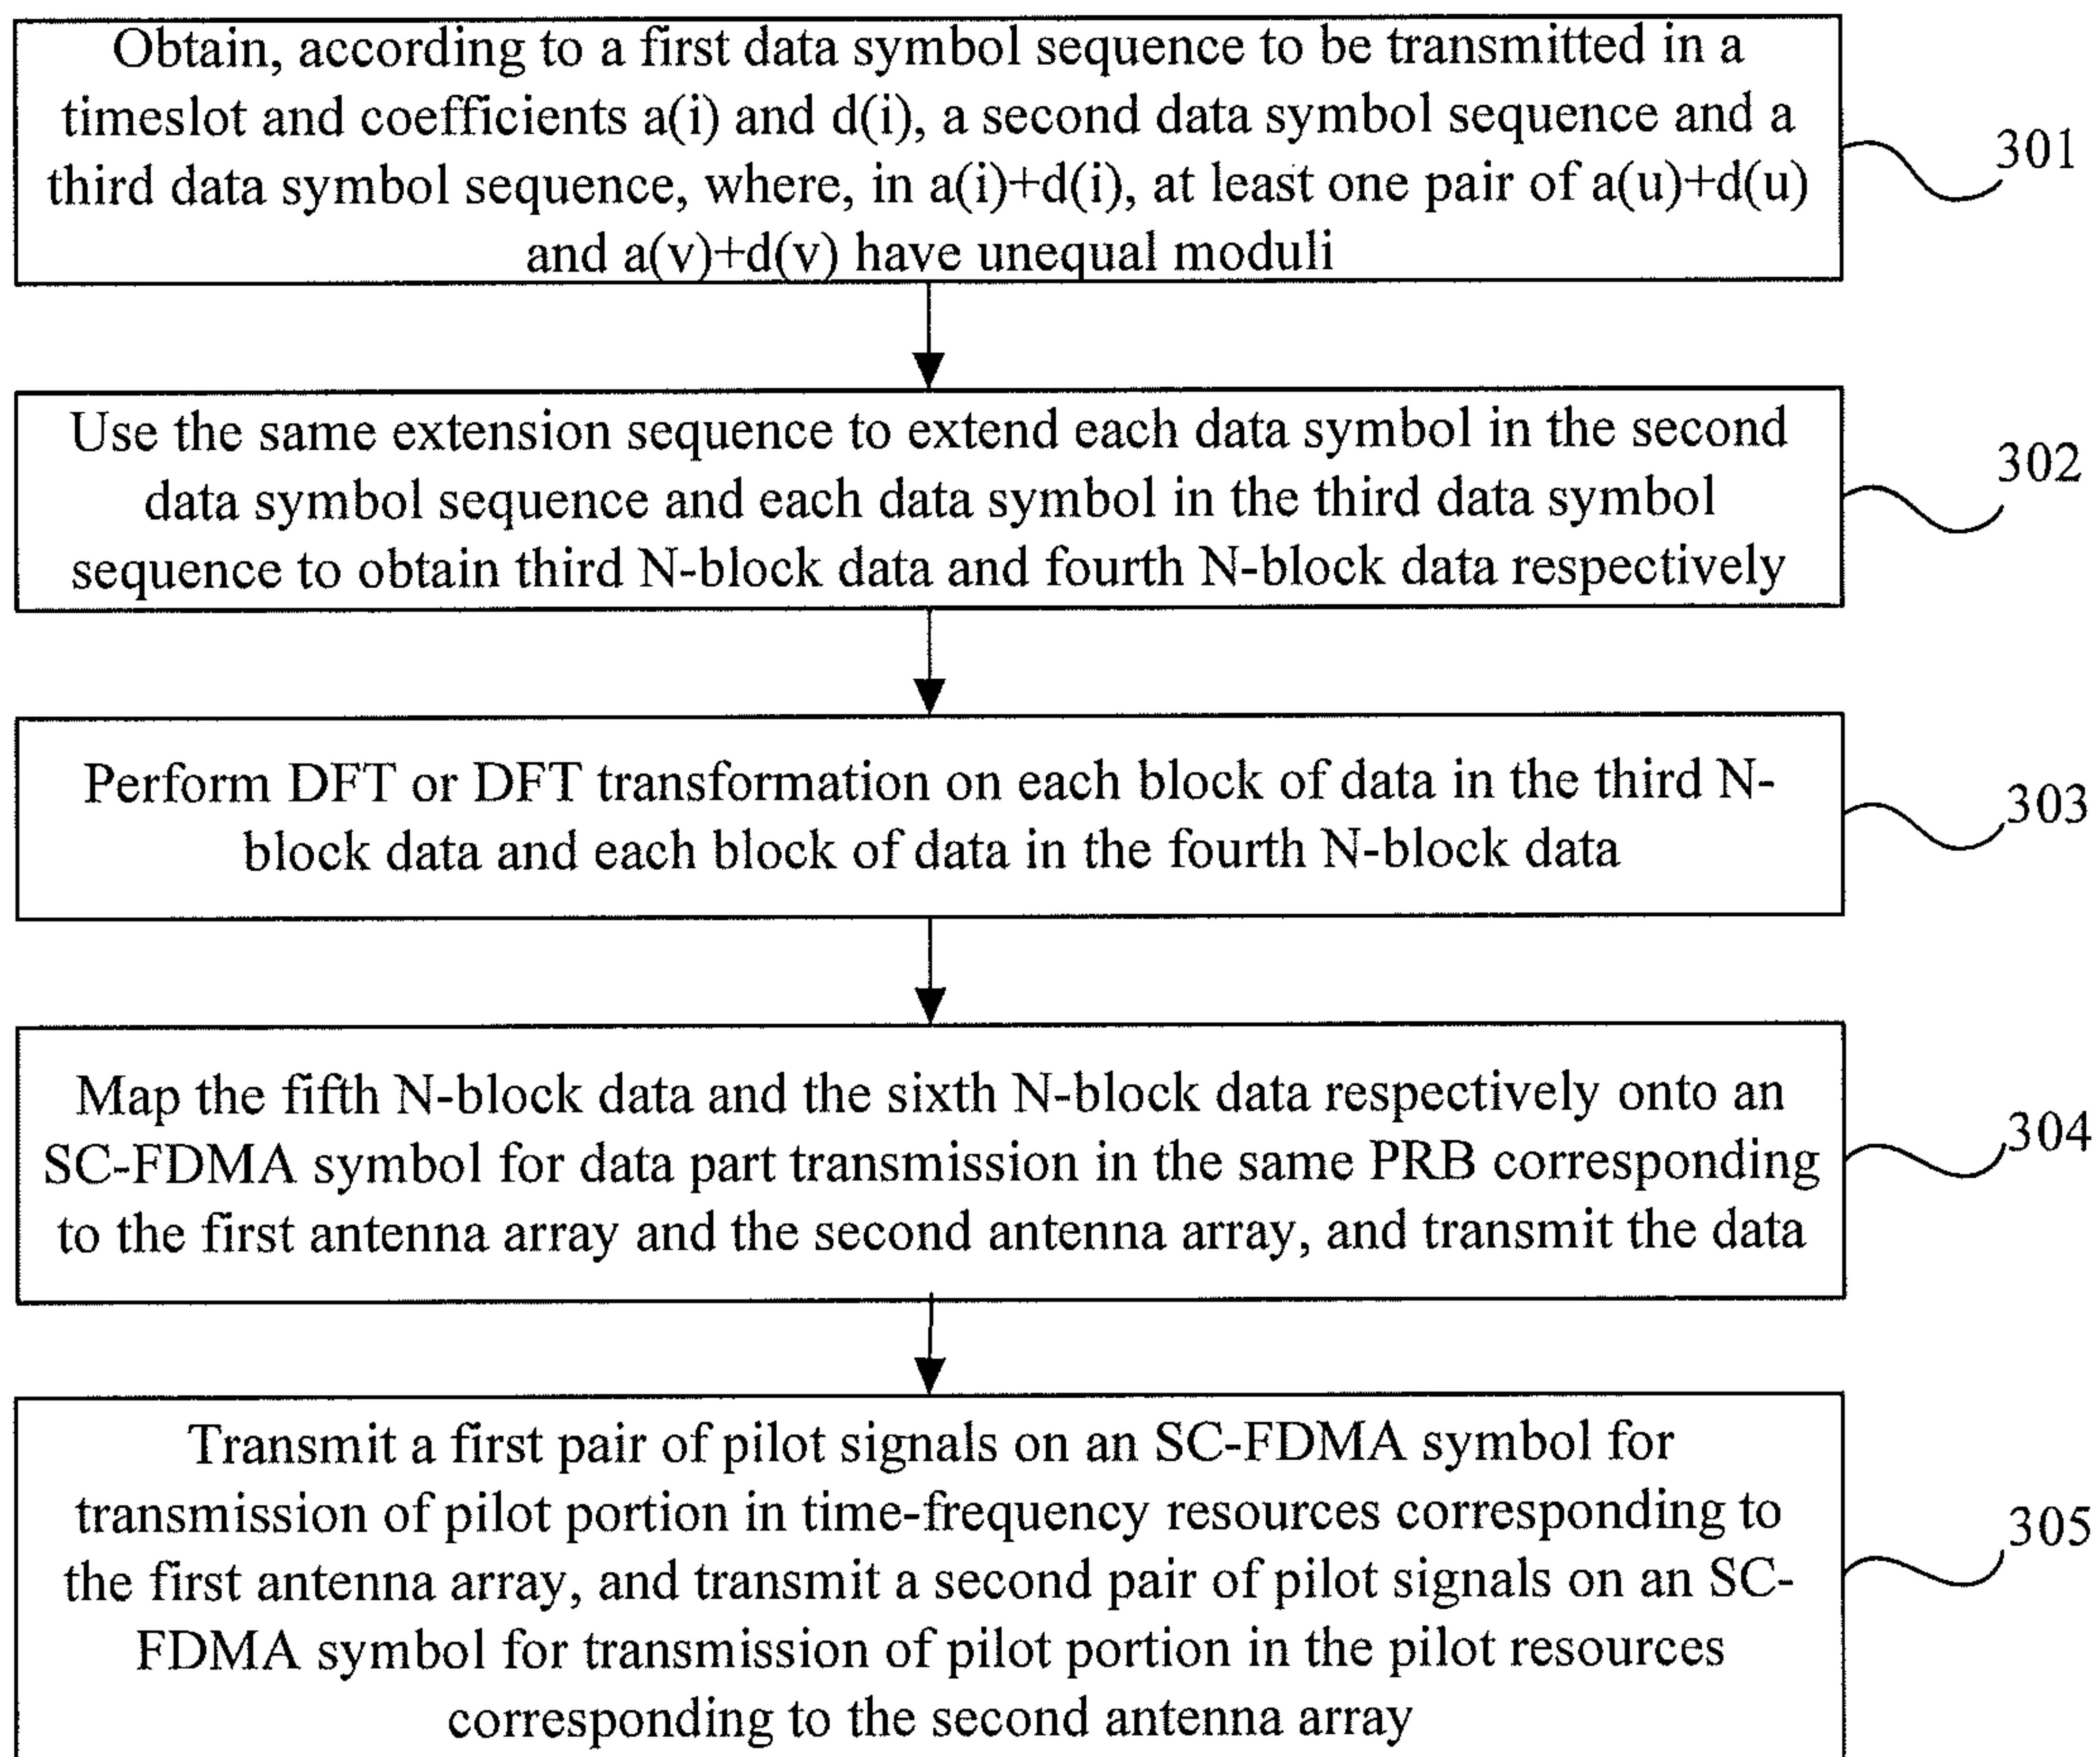 Obtain, according to a first data symbol sequence to be transmitted in a
timeslot and coefficients a(i) and d(i), a second data symbol sequence and a
third data symbol sequence, where, in a(i)+d(i), at least one pair of a(u)+d(u)
and a(v)+d(v) have unequal moduli
301
Use the same extension sequence to extend each data symbol in the second
data symbol sequence and each data symbol in the third data symbol
sequence to obtain third N-block data and fourth N-block data respectively
302
Perform DFT or DFT transformation on each block of data in the third N-
block data and each block of data in the fourth N-block data
303
Map the fifth N-block data and the sixth N-block data respectively onto an
SC-FDMA symbol for data part transmission in the same PRB corresponding
to the first antenna array and the second antenna array, and transmit the data
304
Transmit a first pair of pilot signals on an SC-FDMA symbol for
transmission of pilot portion in time-frequency resources corresponding to
the first antenna array, and transmit a second pair of pilot signals on an SC-
FDMA symbol for transmission of pilot portion in the pilot resources
corresponding to the second antenna array
305